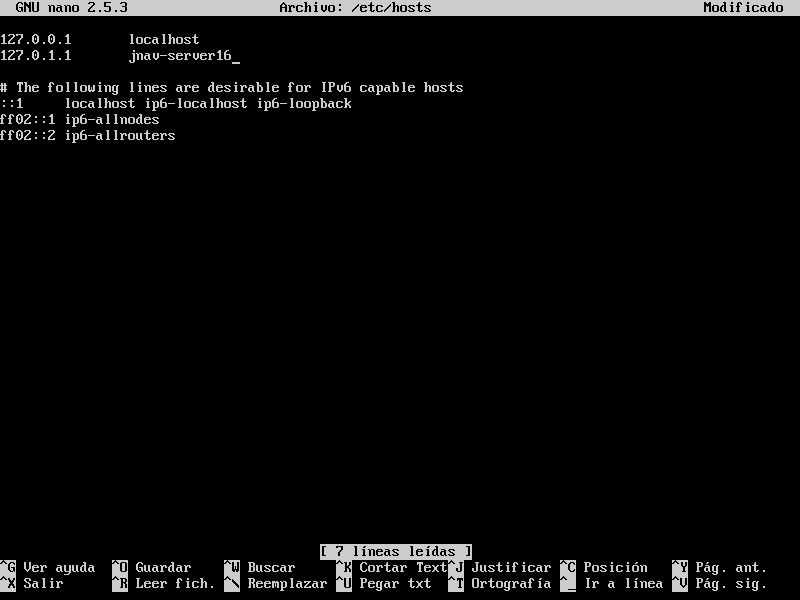 GNU nano 2.5.3 Archivo: /etc/hosts Modificado
127.0.0.1 localhost
127.0.1.1 jnav-server16_
# The following lines are desirable for IPv6 capable hosts
::1 localhost ip6-localhost ip6-loopback
ff02::1 ip6-allnodes
ff02::2 ip6-allrouters
[ 7 líneas leídas ]
^G Ver ayuda ^O Guardar ^W Buscar ^K Cortar Text^J Justificar ^C Posición ^Y Pág. ant.
^X Salir ^R Leer fich. ^\ Reemplazar ^U Pegar txt ^T Ortografía ^_ Ir a línea ^V Pág. sig.